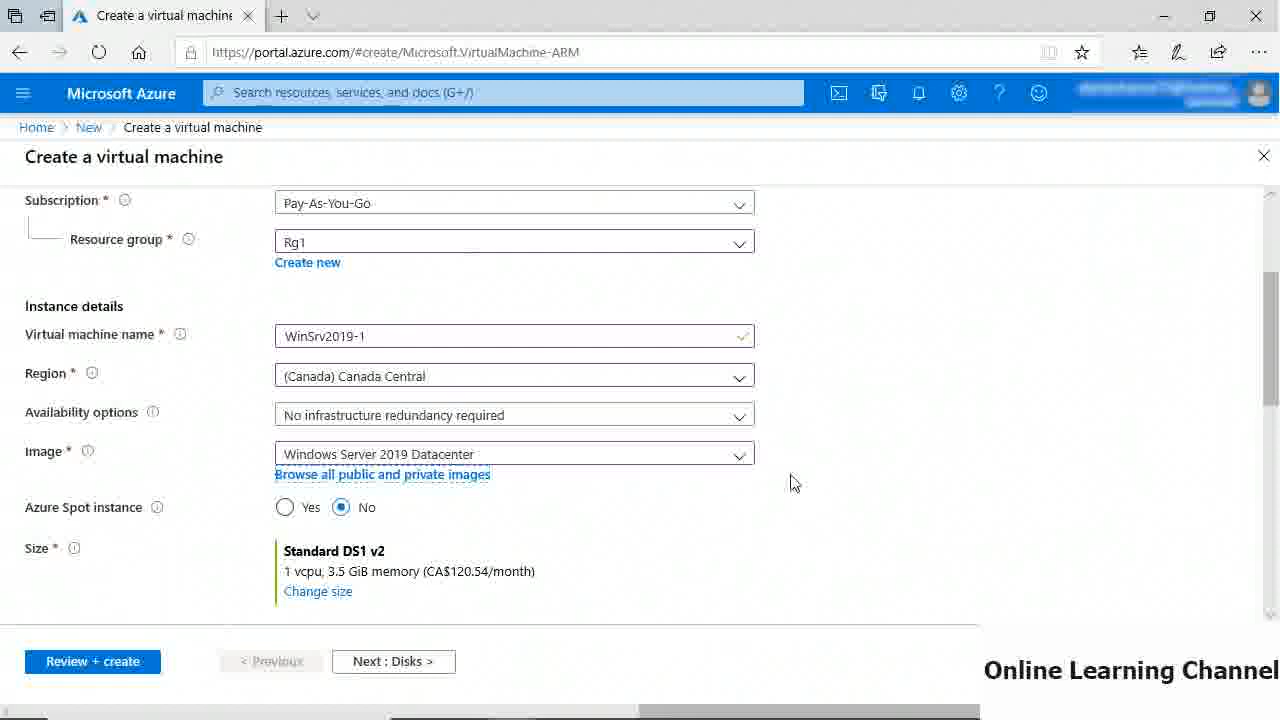 Create a virtual machine
https://portal.azure.com/#create/Microsoft.VirtualMachine-ARM
Microsoft Azure
Search resources, services, and docs (G+/)
Home > New > Create a virtual machine
Create a virtual machine
Subscription * Pay-As-You-Go
Resource group * Rg1
Create new
Instance details
Virtual machine name * WinSrv2019-1
Region * (Canada) Canada Central
Availability options No infrastructure redundancy required
Image * Windows Server 2019 Datacenter
Browse all public and private images
Azure Spot instance Yes No
Size * Standard DS1 v2
1 vcpu, 3.5 GiB memory (CA$120.54/month)
Change size
Review + create < Previous Next : Disks >
Online Learning Channel